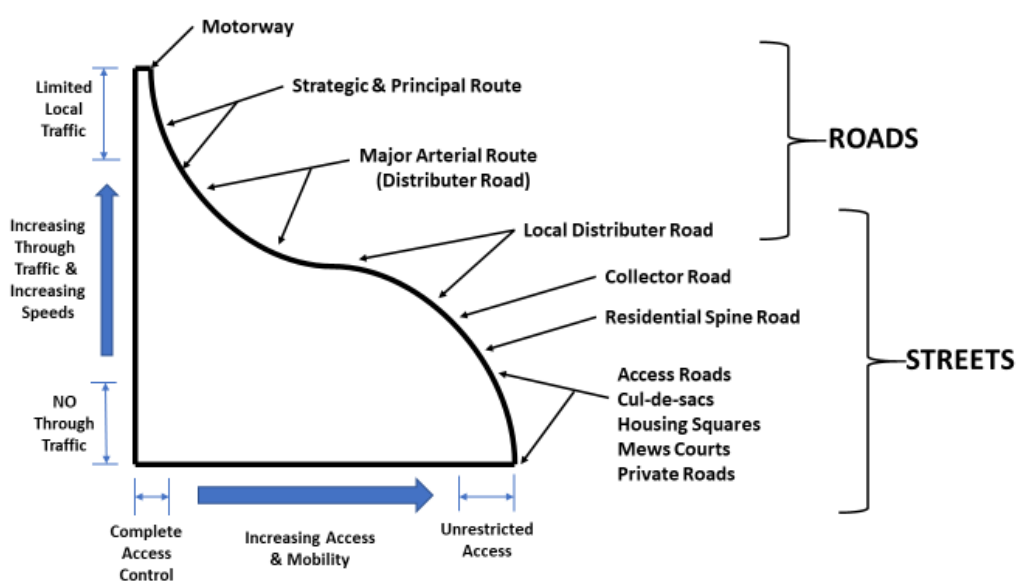 Motorway
Limited
Local
Traffic
Strategic & Principal Route
ROADS
Major Arterial Route
(Distributer Road)
Increasing
Through
Traffic &
Increasing
Speeds
Local Distributer Road
Collector Road
Residential Spine Road
STREETS
Access Roads
Cul-de-sacs
Housing Squares
Mews Courts
Private Roads
NO
Through
Traffic
Complete
Access
Control
Increasing Access
& Mobility
Unrestricted
Access